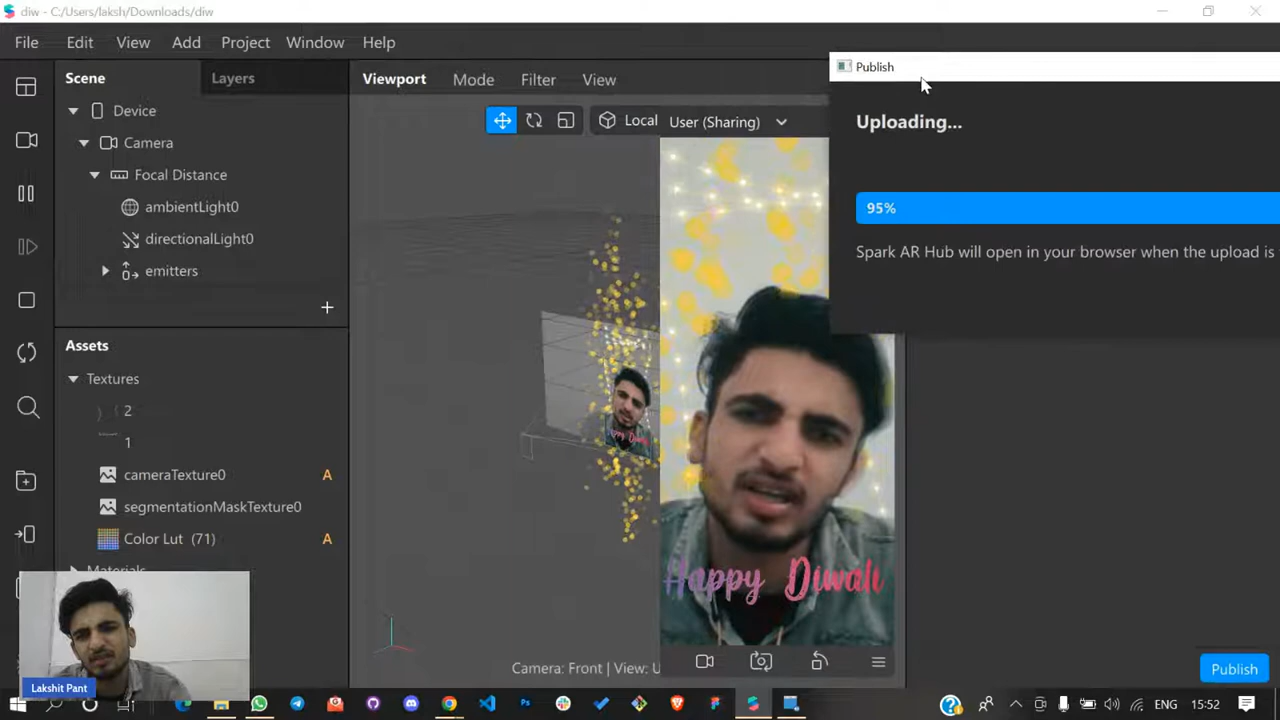 diw - C:/Users/laksh/Downloads/diw
File Edit View Add Project Window Help
Scene Layers
Device
Camera
Focal Distance
ambientLight0
directionalLight0
emitters
+
Assets
Textures
2
1
cameraTexture0 A
segmentationMaskTexture0
Color Lut (71) A
Materials
Lakshit Pant
Viewport Mode Filter View
Local User (Sharing)
Happy Diwali
Camera: Front | View: U
Publish
Uploading...
95%
Spark AR Hub will open in your browser when the upload is
Publish
ENG 15:52